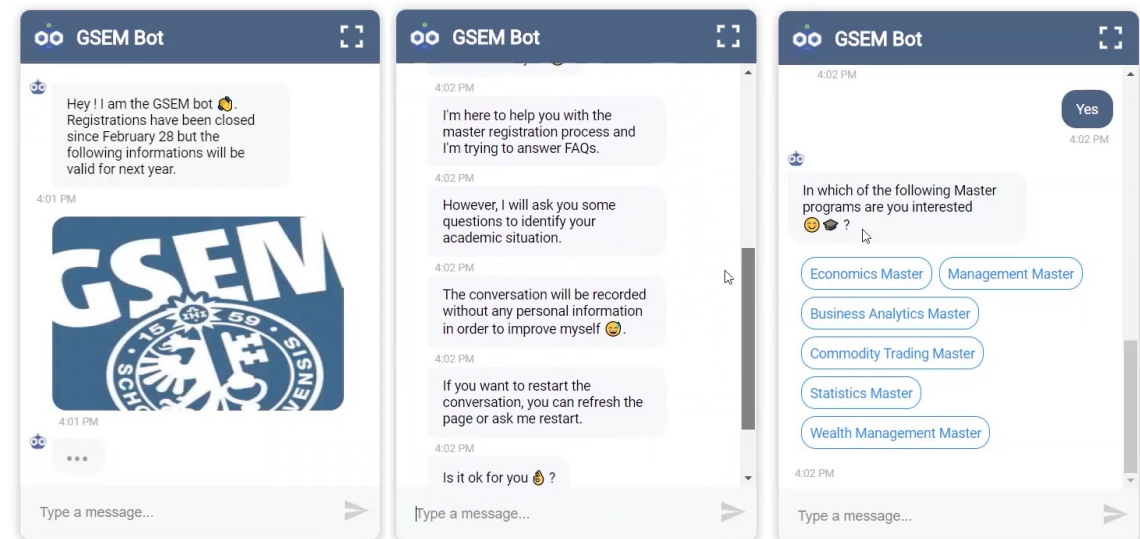 GSEM Bot
Hey ! I am the GSEM bot 👏.
Registrations have been closed
since February 28 but the
following informations will be
valid for next year.
4:01 PM
GSEM
15 59
SCHO
VENSIS
4:01 PM
Type a message...
GSEM Bot
4:02 PM
I'm here to help you with the
master registration process and
I'm trying to answer FAQs.
4:02 PM
However, I will ask you some
questions to identify your
academic situation.
4:02 PM
The conversation will be recorded
without any personal information
in order to improve myself 😅.
4:02 PM
If you want to restart the
conversation, you can refresh the
page or ask me restart.
4:02 PM
Is it ok for you 👌 ?
Type a message...
GSEM Bot
4:02 PM
Yes
4:02 PM
In which of the following Master
programs are you interested
😊🎓 ?
Economics Master
Management Master
Business Analytics Master
Commodity Trading Master
Statistics Master
Wealth Management Master
4:02 PM
Type a message...